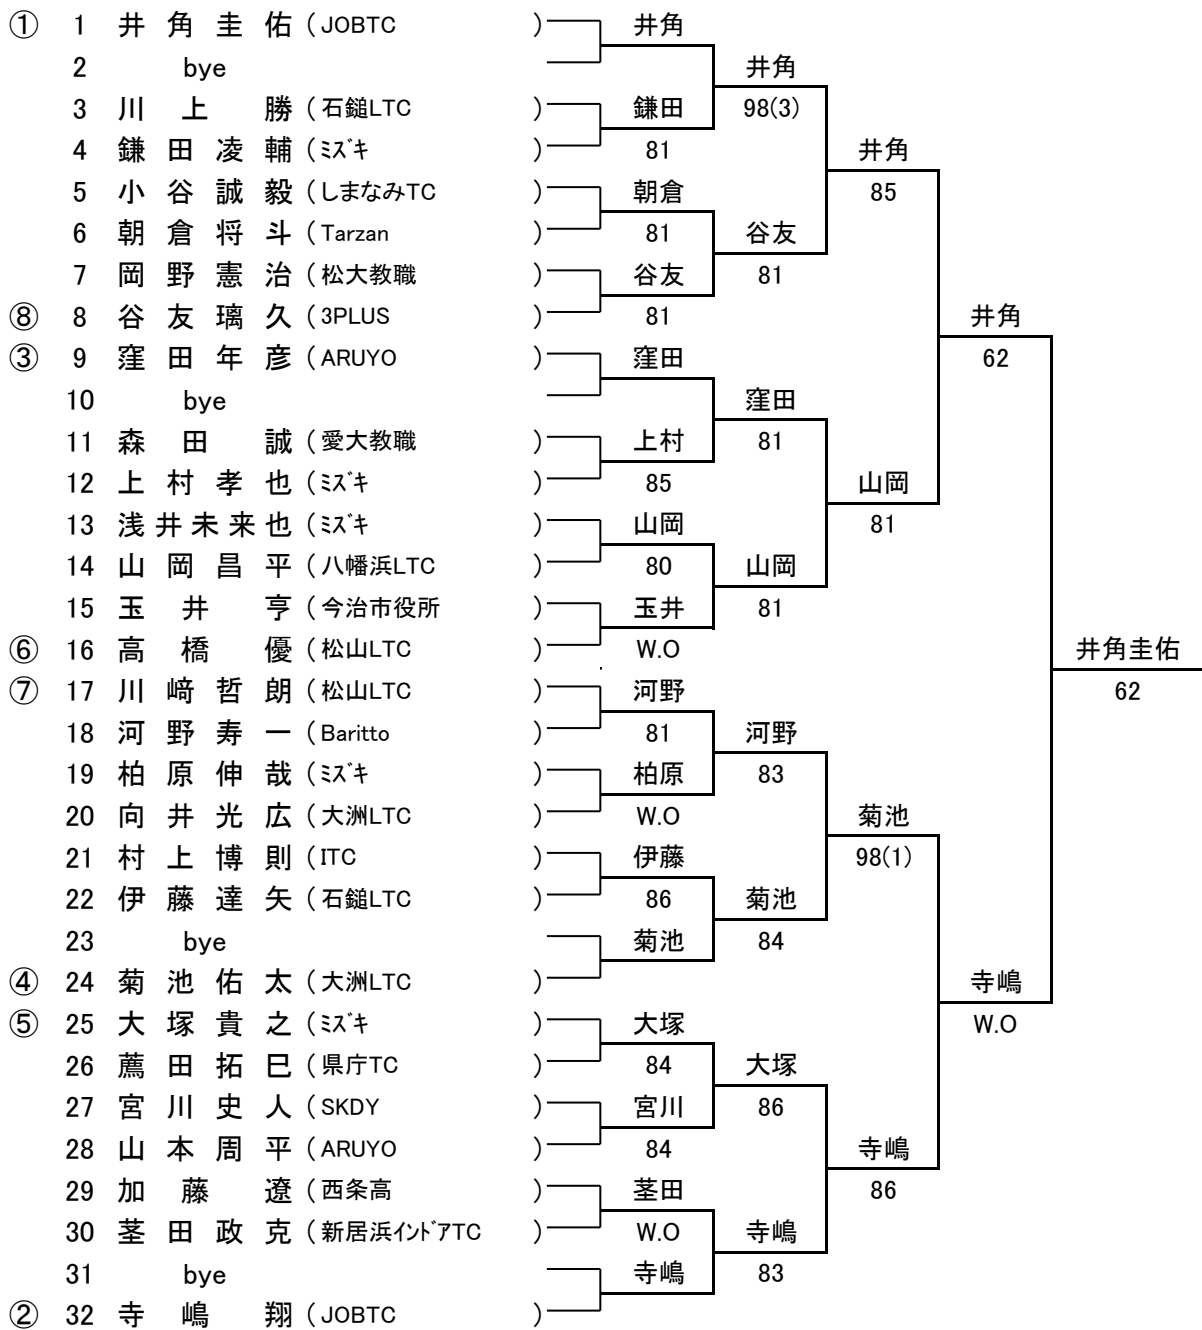 ① 1 井角圭佑 (JOBTC) 井角
2 bye 井角
3 川上勝 (石鎚LTC) 鎌田 98(3)
4 鎌田凌輔 (ミズキ) 81 井角
5 小谷誠毅 (しまなみTC) 朝倉 85
6 朝倉将斗 (Tarzan) 81 谷友
7 岡野憲治 (松大教職) 谷友 81
⑧ 8 谷友璃久 (3PLUS) 81 井角
③ 9 窪田年彦 (ARUYO) 窪田 62
10 bye 窪田
11 森田誠 (愛大教職) 上村 81
12 上村孝也 (ミズキ) 85 山岡
13 浅井未来也 (ミズキ) 山岡 81
14 山岡昌平 (八幡浜LTC) 80 山岡
15 玉井亨 (今治市役所) 玉井 81
⑥ 16 高橋優 (松山LTC) W.O 井角圭佑
⑦ 17 川﨑哲朗 (松山LTC) 河野 62
18 河野寿一 (Baritto) 81 河野
19 柏原伸哉 (ミズキ) 柏原 83
20 向井光広 (大洲LTC) W.O 菊池
21 村上博則 (ITC) 伊藤 98(1)
22 伊藤達矢 (石鎚LTC) 86 菊池
23 bye 菊池 84
④ 24 菊池佑太 (大洲LTC) 寺嶋
⑤ 25 大塚貴之 (ミズキ) 大塚 W.O
26 薦田拓巳 (県庁TC) 84 大塚
27 宮川史人 (SKDY) 宮川 86
28 山本周平 (ARUYO) 84 寺嶋
29 加藤遼 (西条高) 茎田 86
30 茎田政克 (新居浜インドアTC) W.O 寺嶋
31 bye 寺嶋 83
② 32 寺嶋翔 (JOBTC)